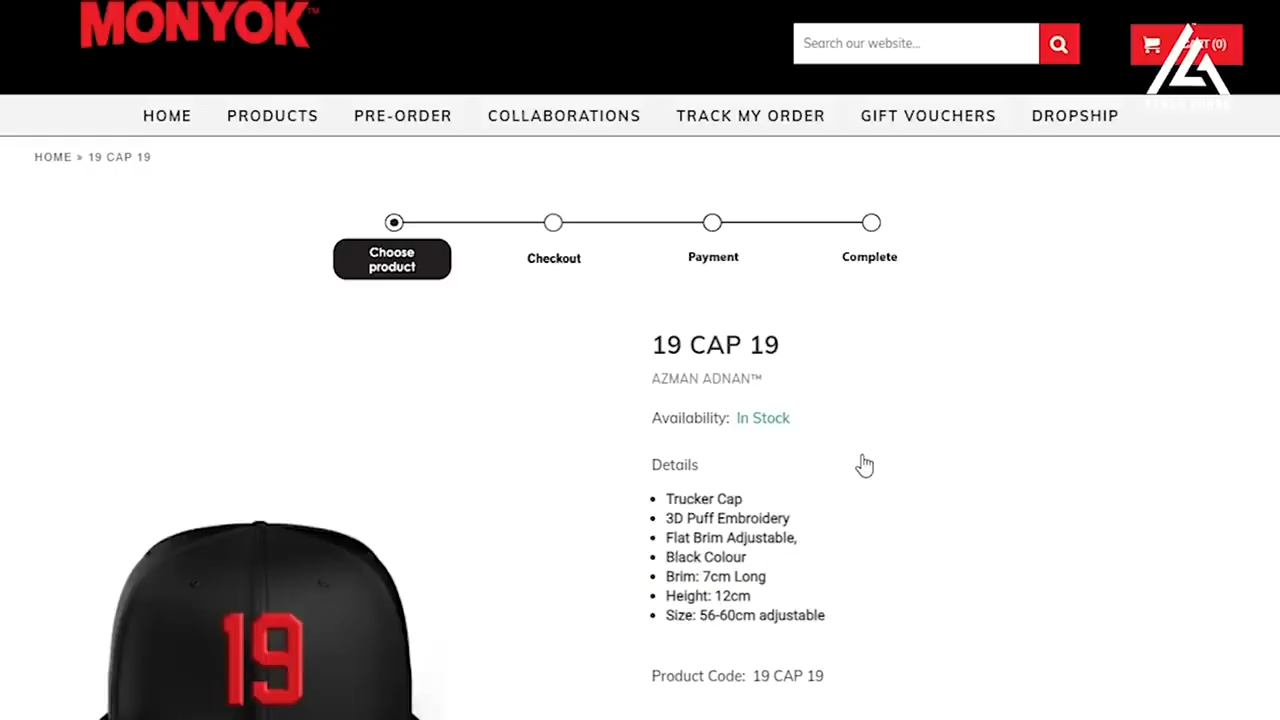 MONYOK™
Search our website...
(0)
HOME PRODUCTS PRE-ORDER COLLABORATIONS TRACK MY ORDER GIFT VOUCHERS DROPSHIP
HOME » 19 CAP 19
Choose
product
Checkout
Payment
Complete
19 CAP 19
AZMAN ADNAN™
Availability: In Stock
Details
• Trucker Cap
• 3D Puff Embroidery
• Flat Brim Adjustable,
• Black Colour
• Brim: 7cm Long
• Height: 12cm
• Size: 56-60cm adjustable
19
Product Code: 19 CAP 19